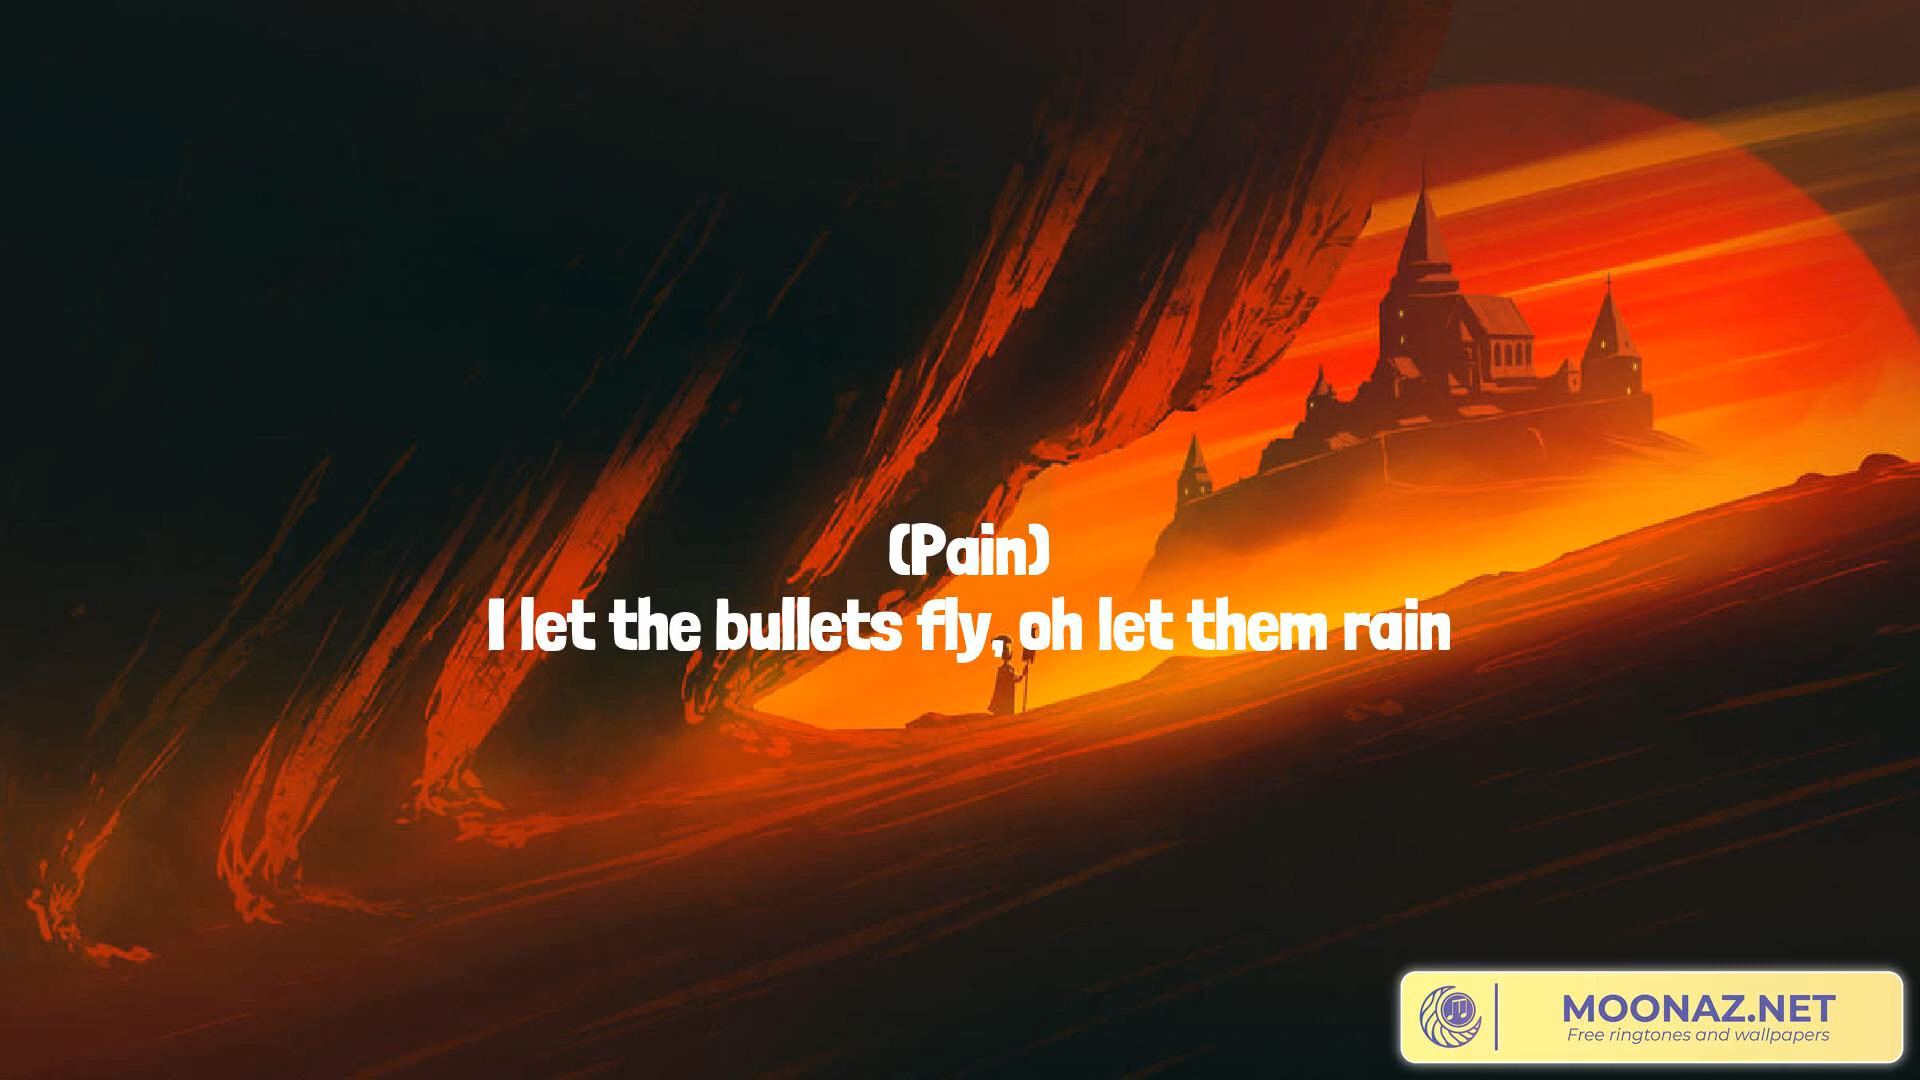 (Pain)
I let the bullets fly, oh let them rain
MOONAZ.NET
Free ringtones and wallpapers